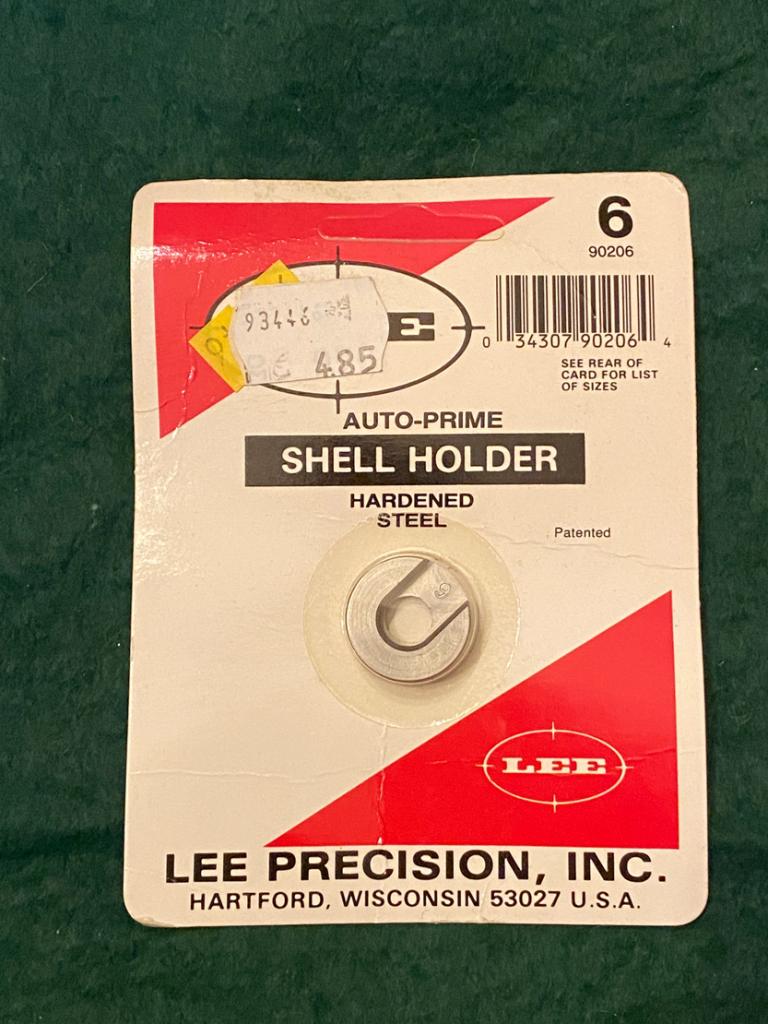 6
90206
93446
485
E
0 34307 90206 4
SEE REAR OF
CARD FOR LIST
OF SIZES
AUTO-PRIME
SHELL HOLDER
HARDENED
STEEL
Patented
6
LEE
LEE PRECISION, INC.
HARTFORD, WISCONSIN 53027 U.S.A.